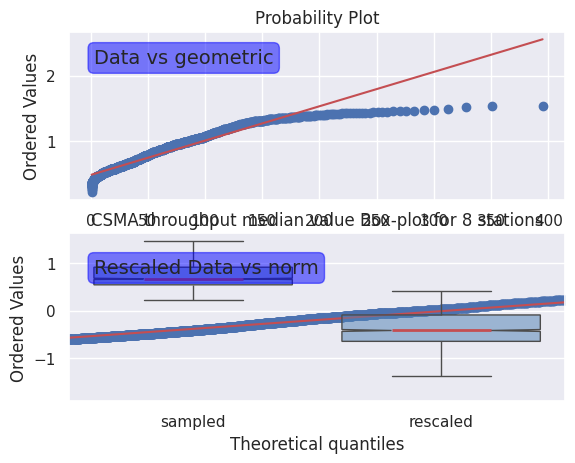 Probability Plot
Data vs geometric
Ordered Values
2
1
0 50 100 150 200 250 300 350 400
CSMA throughput median value Box-plot for 8 stations
Rescaled Data vs norm
Ordered Values
1
0
−1
sampled rescaled
Theoretical quantiles